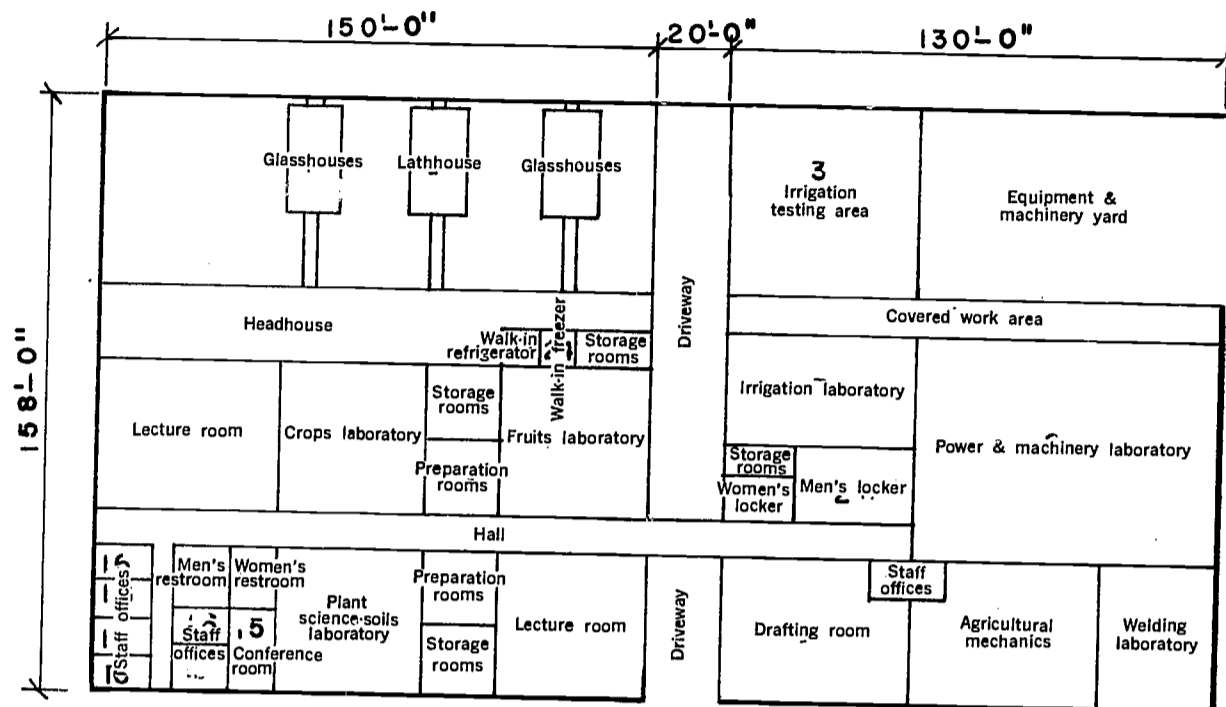 150'-0" 20'-0" 130'-0"
158'-0"
Glasshouses
Lathhouse
Glasshouses
3
Irrigation
testing area
Equipment &
machinery yard
Driveway
Headhouse
Walk-in
refrigerator
Walk-in freezer
Storage
rooms
Covered work area
Lecture room
Crops laboratory
Storage
rooms
Preparation
rooms
Fruits laboratory
Irrigation laboratory
Storage
rooms
Women's
locker
Men's locker
Power & machinery laboratory
Hall
Staff offices
Men's
restroom
Women's
restroom
Staff
offices
15
Conference
room
Plant
science-soils
laboratory
Preparation
rooms
Storage
rooms
Lecture room
Driveway
Drafting room
Staff
offices
Agricultural
mechanics
Welding
laboratory